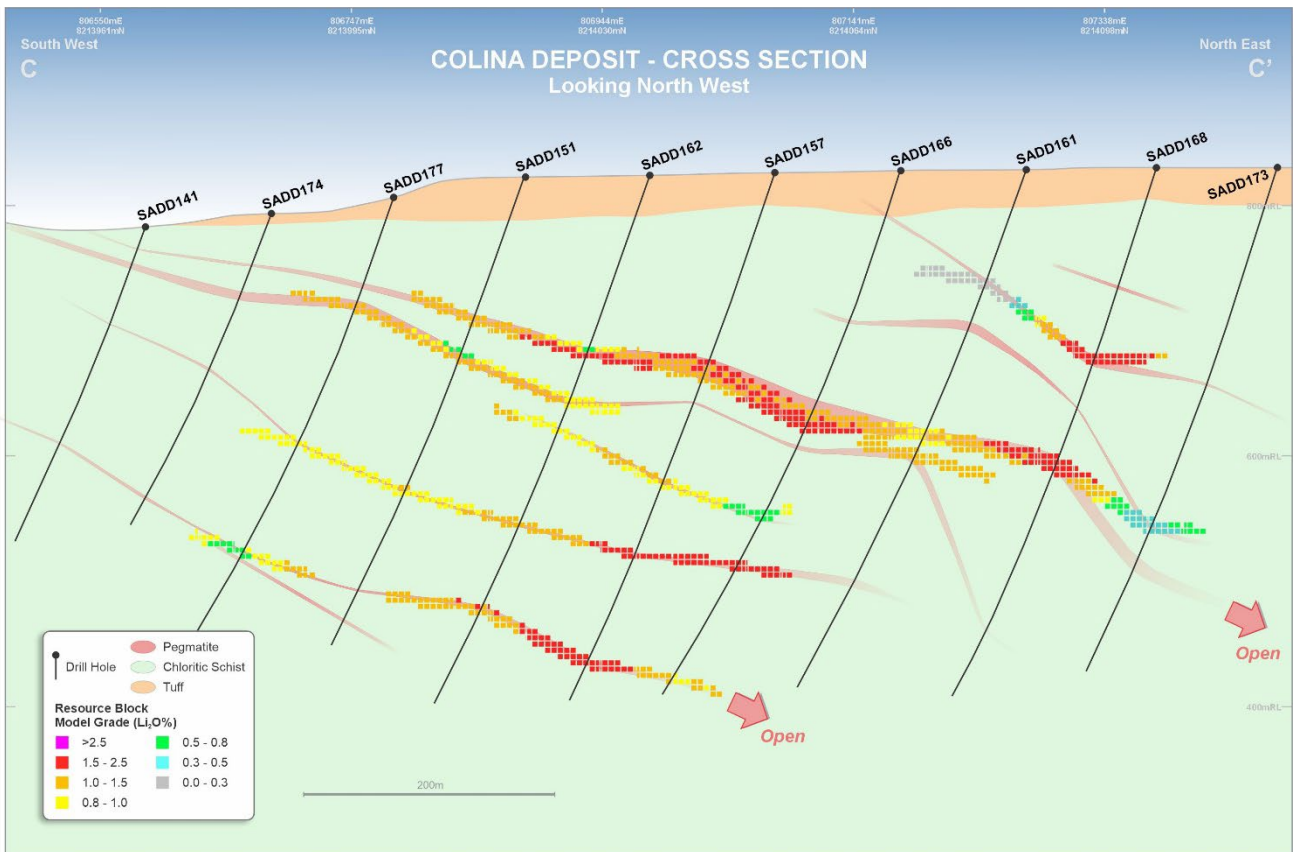 806550mE
8213961mN
806747mE
8213995mN
806944mE
8214030mN
807141mE
8214064mN
807338mE
8214098mN
South West
C
COLINA DEPOSIT - CROSS SECTION
Looking North West
North East
C'
SADD141
SADD174
SADD177
SADD151
SADD162
SADD157
SADD166
SADD161
SADD168
SADD173
800mRL
600mRL
400mRL
Open
Open
Drill Hole
Pegmatite
Chloritic Schist
Tuff
Resource Block
Model Grade (Li₂O%)
>2.5
1.5 - 2.5
1.0 - 1.5
0.8 - 1.0
0.5 - 0.8
0.3 - 0.5
0.0 - 0.3
200m